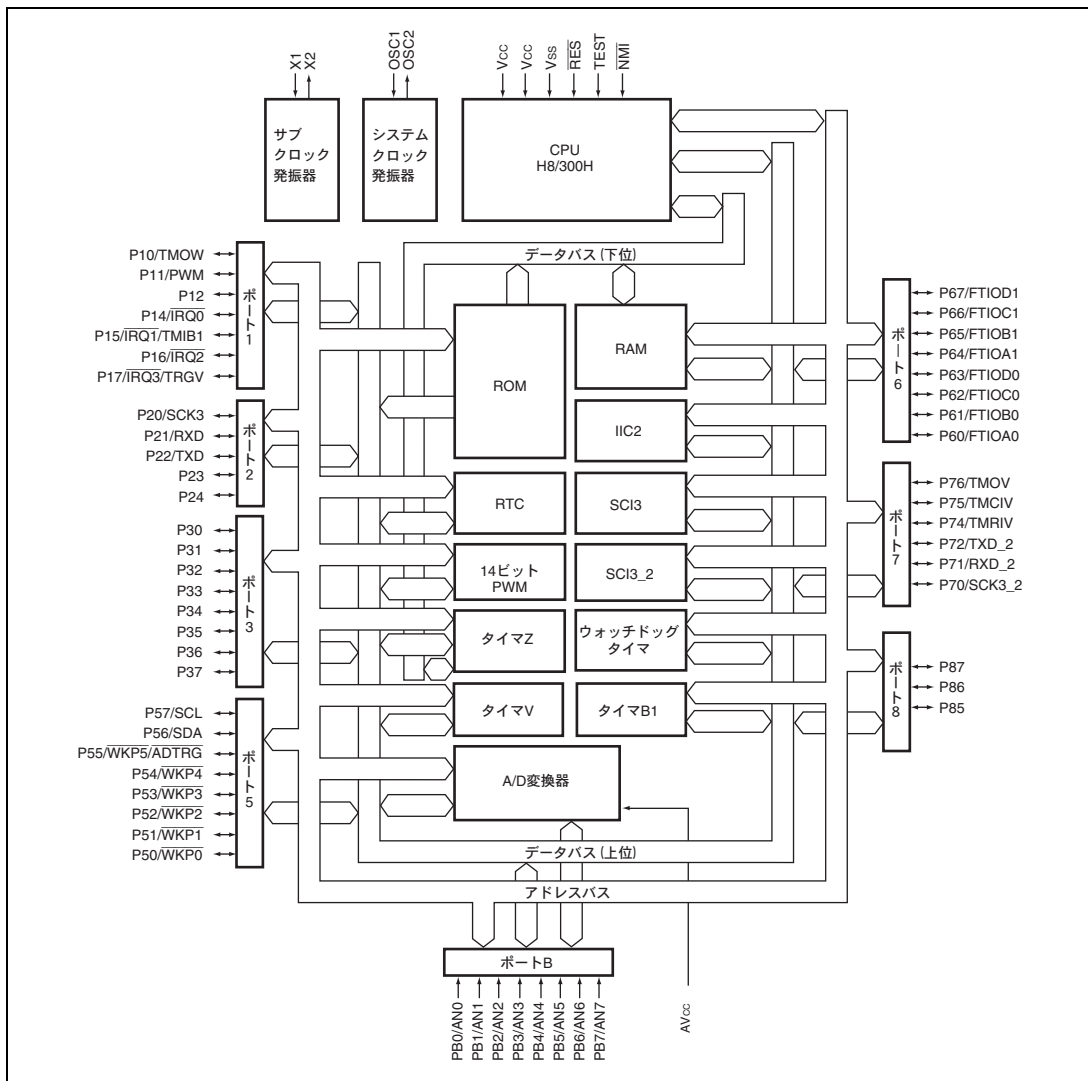 X1
X2
OSC1
OSC2
VCC
VCC
VSS
RES
TEST
NMI
サブ
クロック
発振器
システム
クロック
発振器
CPU
H8/300H
データバス(下位)
P10/TMOW
P11/PWM
P12
P14/IRQ0
P15/IRQ1/TMIB1
P16/IRQ2
P17/IRQ3/TRGV
ポート1
P20/SCK3
P21/RXD
P22/TXD
P23
P24
ポート2
P30
P31
P32
P33
P34
P35
P36
P37
ポート3
P57/SCL
P56/SDA
P55/WKP5/ADTRG
P54/WKP4
P53/WKP3
P52/WKP2
P51/WKP1
P50/WKP0
ポート5
ROM
RAM
IIC2
RTC
SCI3
14ビット
PWM
SCI3_2
タイマZ
ウォッチドッグ
タイマ
タイマV
タイマB1
A/D変換器
ポート6
P67/FTIOD1
P66/FTIOC1
P65/FTIOB1
P64/FTIOA1
P63/FTIOD0
P62/FTIOC0
P61/FTIOB0
P60/FTIOA0
ポート7
P76/TMOV
P75/TMCIV
P74/TMRIV
P72/TXD_2
P71/RXD_2
P70/SCK3_2
ポート8
P87
P86
P85
データバス(上位)
アドレスバス
ポートB
PB0/AN0
PB1/AN1
PB2/AN2
PB3/AN3
PB4/AN4
PB5/AN5
PB6/AN6
PB7/AN7
AVCC